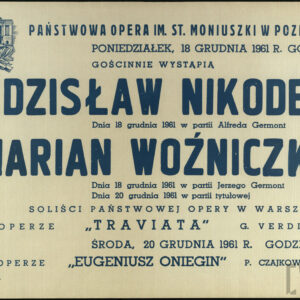 PAŃSTWOWA OPERA IM. ST. MONIUSZKI W POZ
PONIEDZIAŁEK, 18 GRUDNIA 1961 R. GO
GOŚCINNIE WYSTĄPIĄ
DZISŁAW NIKODE
Dnia 18 grudnia 1961 w partii Alfreda Germont
MARIAN WOŹNICZK
Dnia 18 grudnia 1961 w partii Jerzego Germont
Dnia 20 grudnia 1961 w partii tytułowej
SOLIŚCI PAŃSTWOWEJ OPERY W WARSZ
OPERZE „TRAVIATA" G. VERDI
ŚRODA, 20 GRUDNIA 1961 R. GODZ
OPERZE „EUGENIUSZ ONIEGIN" P. CZAJKOW